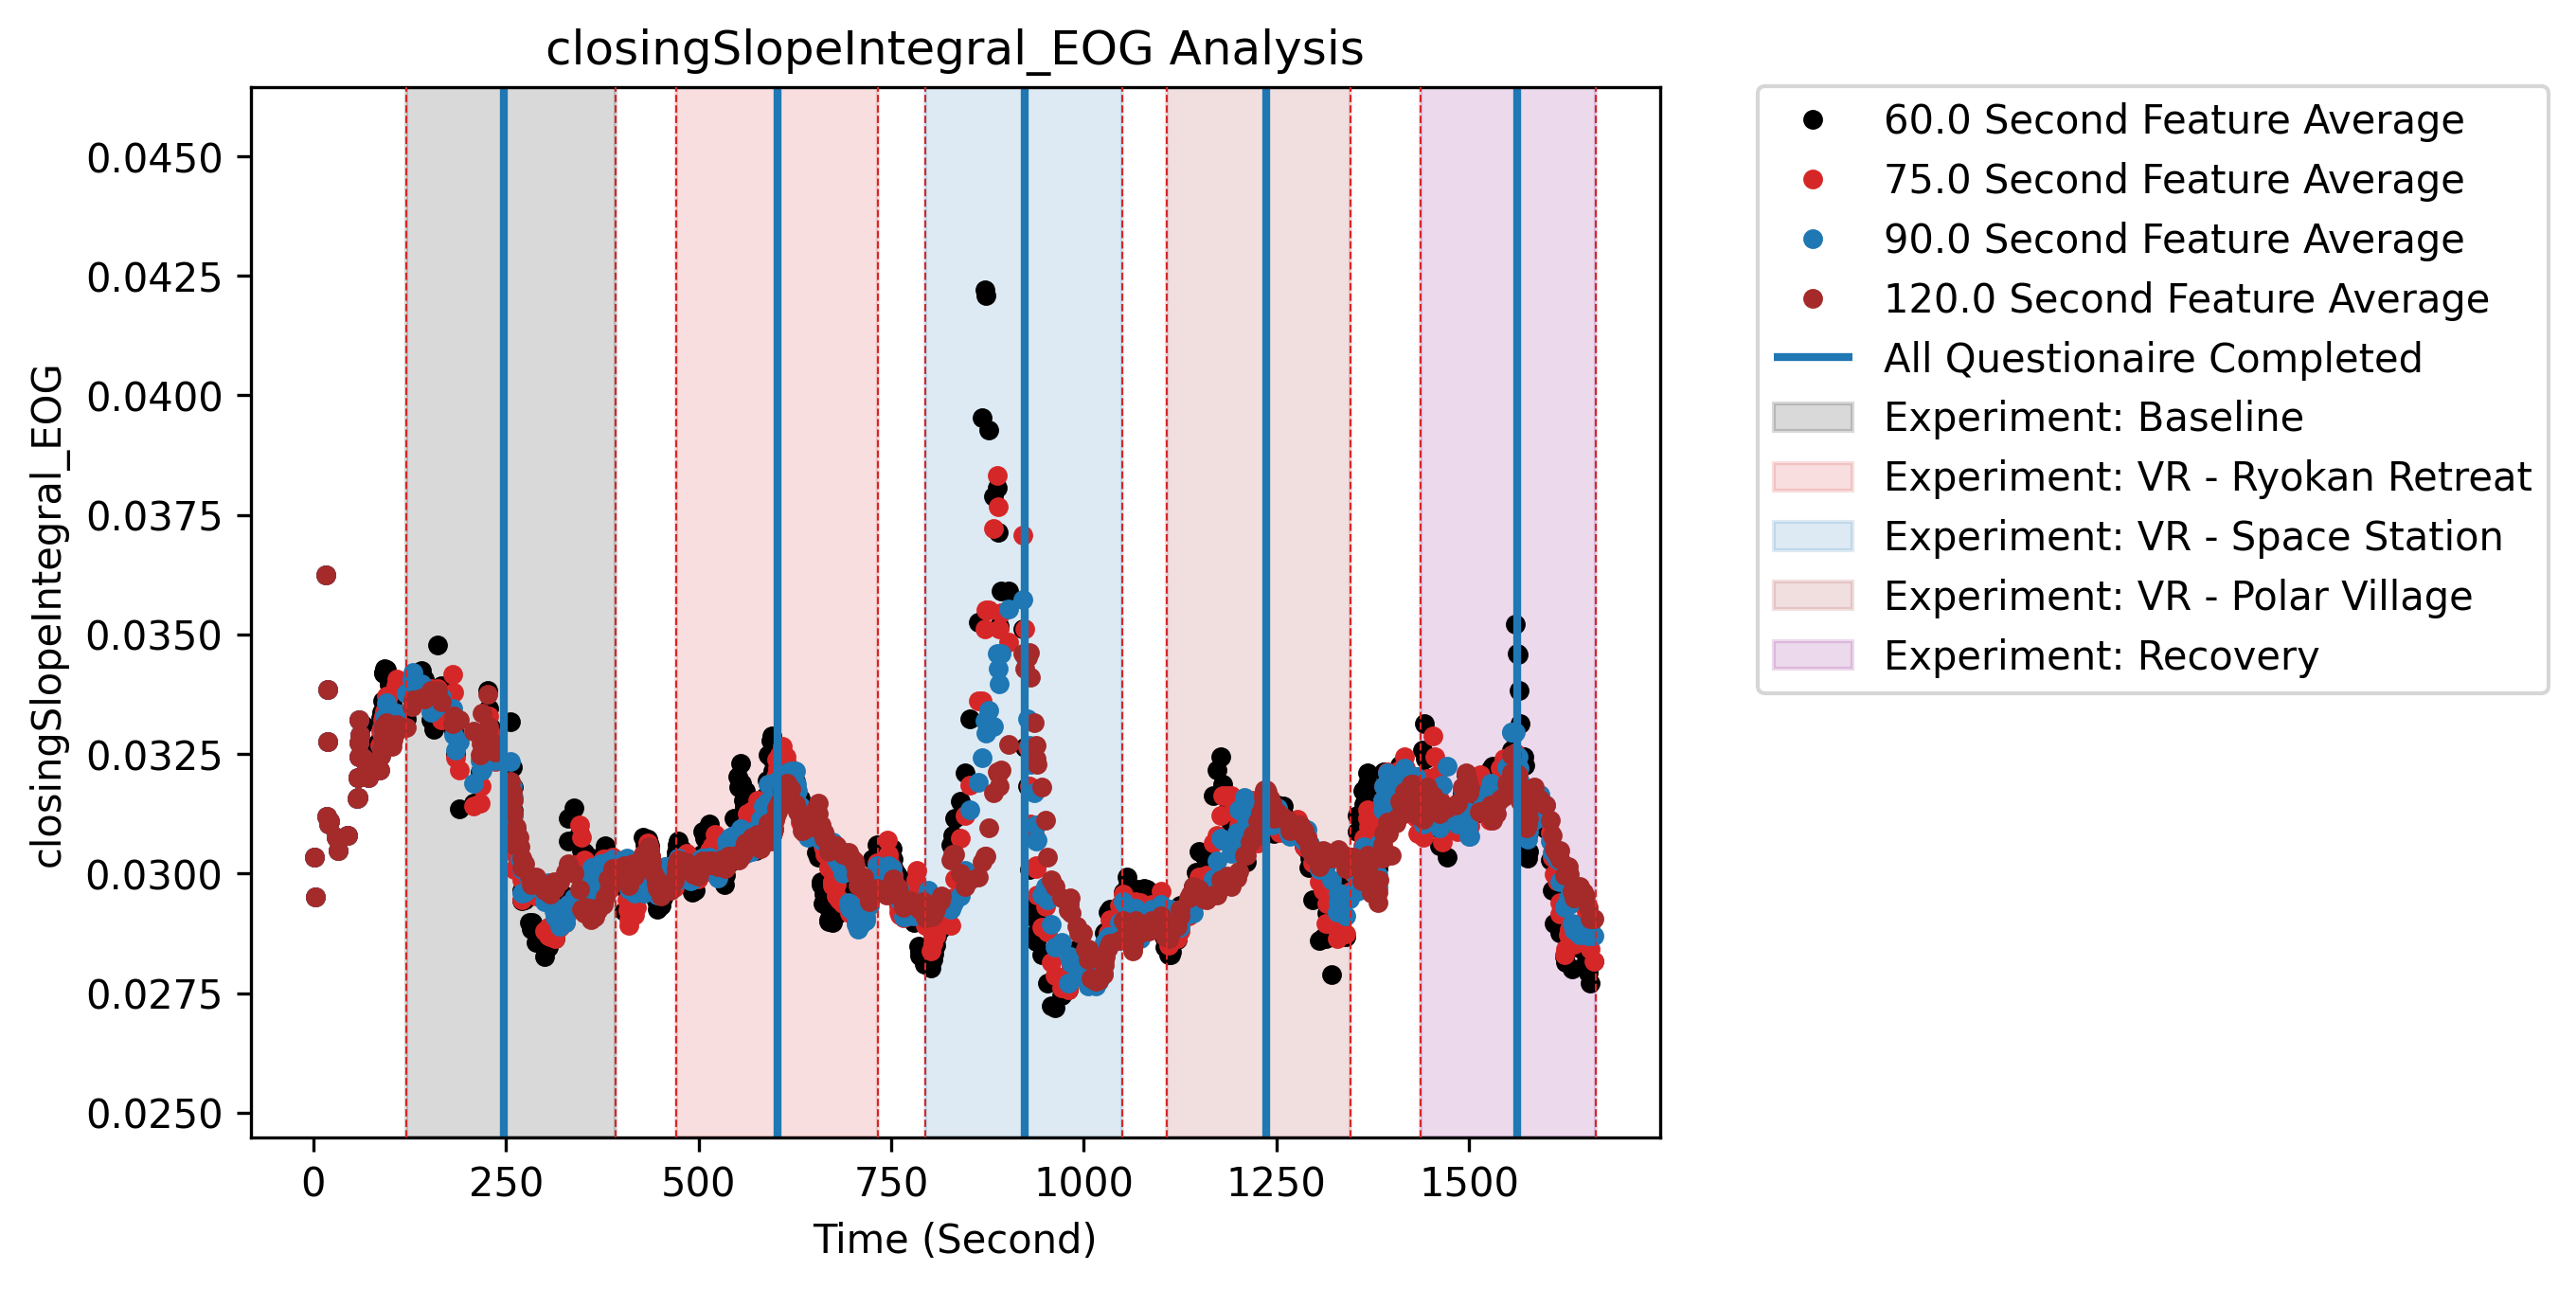 closingSlopeIntegral_EOG Analysis
closingSlopeIntegral_EOG
0.0450
0.0425
0.0400
0.0375
0.0350
0.0325
0.0300
0.0275
0.0250
0 250 500 750 1000 1250 1500
Time (Second)
60.0 Second Feature Average
75.0 Second Feature Average
90.0 Second Feature Average
120.0 Second Feature Average
All Questionaire Completed
Experiment: Baseline
Experiment: VR - Ryokan Retreat
Experiment: VR - Space Station
Experiment: VR - Polar Village
Experiment: Recovery